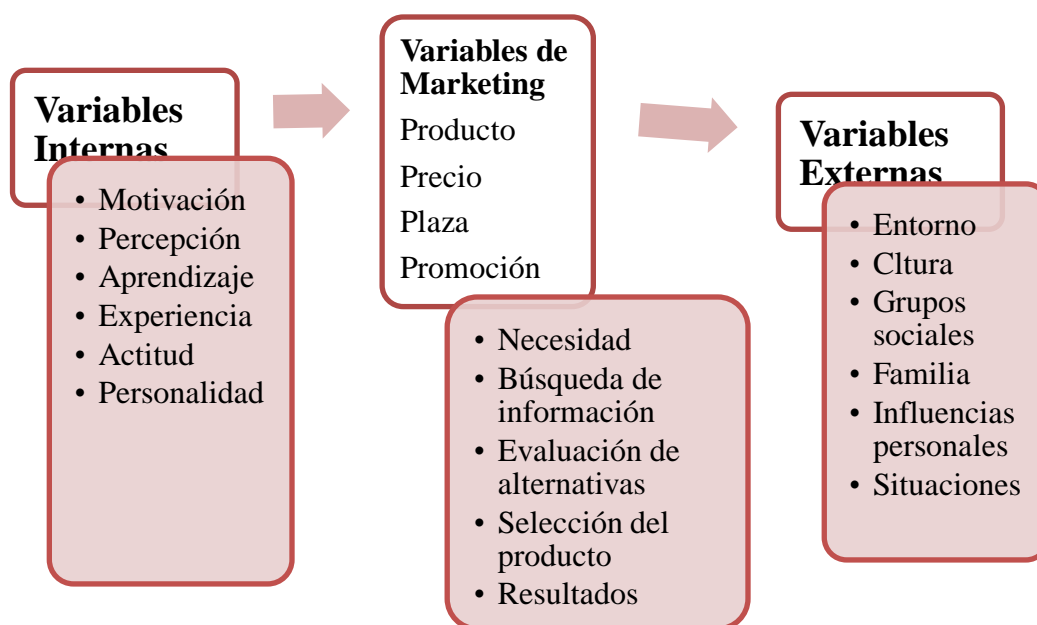 Variables
Internas
• Motivación
• Percepción
• Aprendizaje
• Experiencia
• Actitud
• Personalidad
Variables de
Marketing
Producto
Precio
Plaza
Promoción
• Necesidad
• Búsqueda de
información
• Evaluación de
alternativas
• Selección del
producto
• Resultados
Variables
Externas
• Entorno
• Cltura
• Grupos
sociales
• Familia
• Influencias
personales
• Situaciones